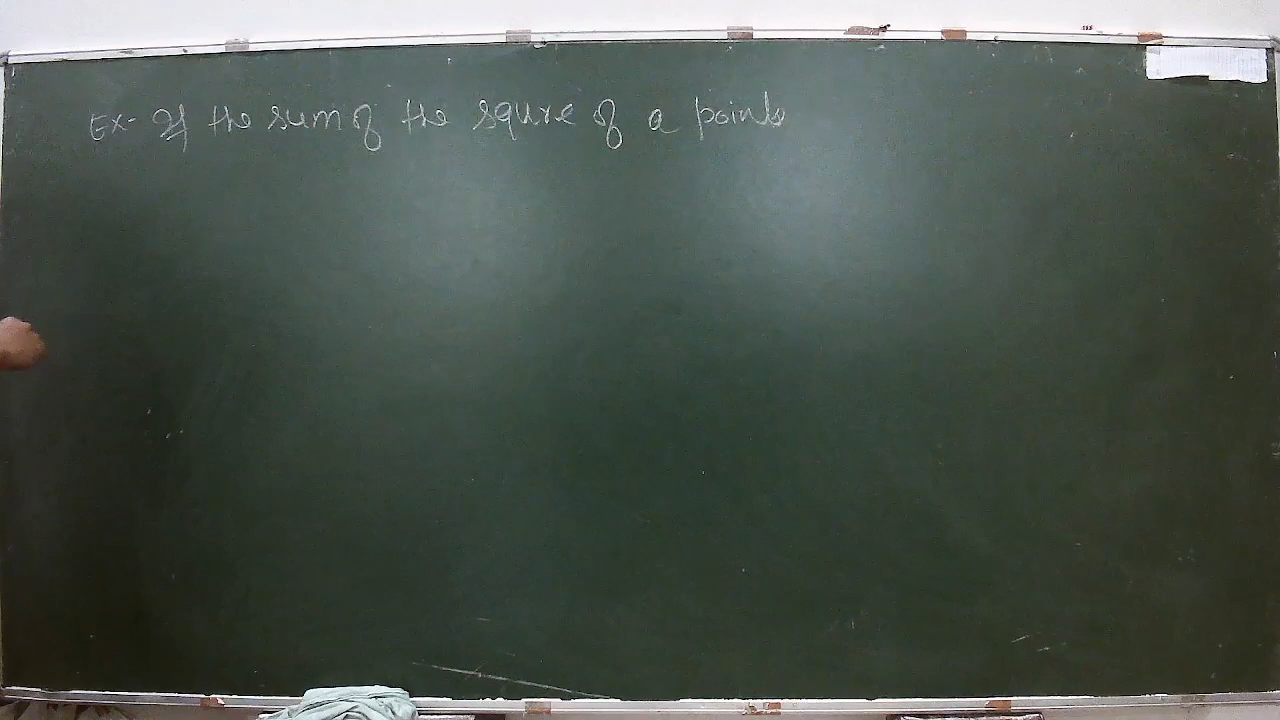 Ex- If the sum of the squre of a points